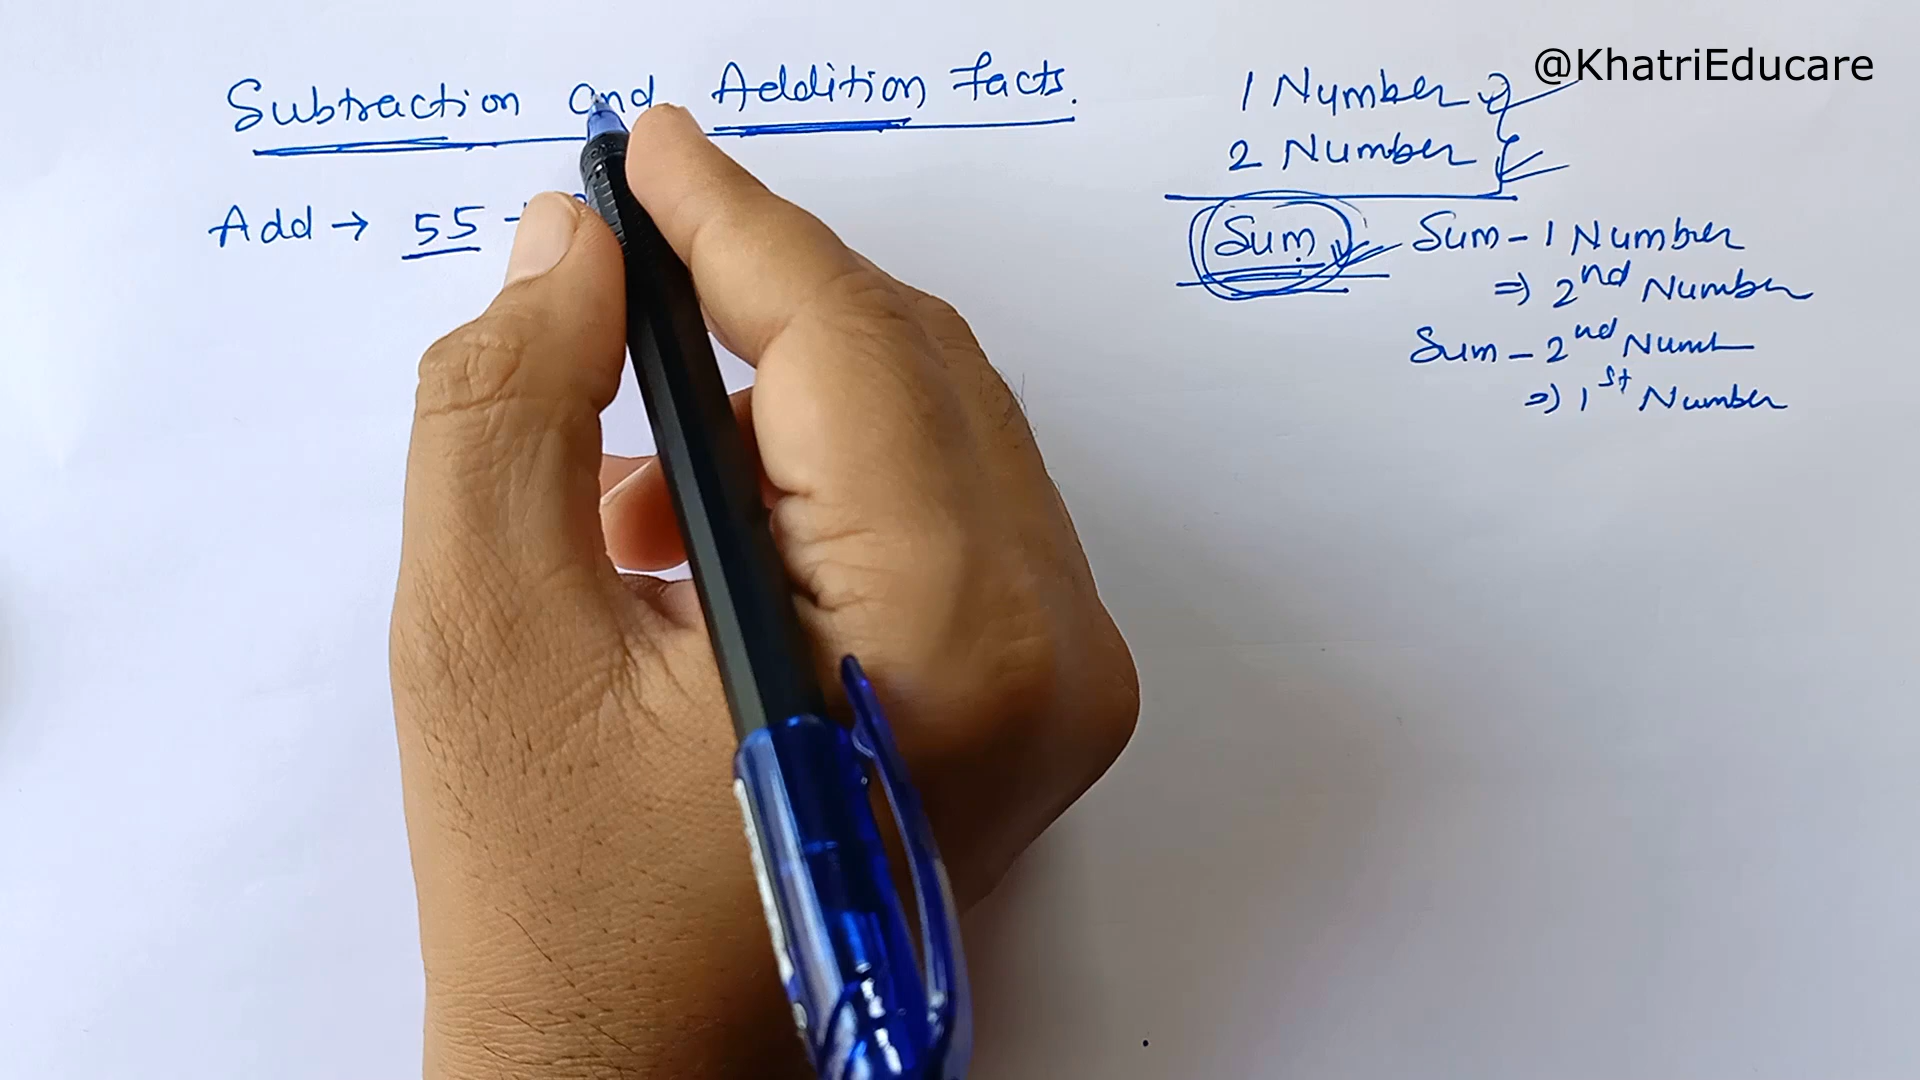 Subtraction and Addition facts.
Add → 55 +
@KhatriEducare
1 Number
2 Number
Sum
Sum - 1 Number
⇒ 2nd Number
Sum - 2nd Numb
⇒ 1st Number